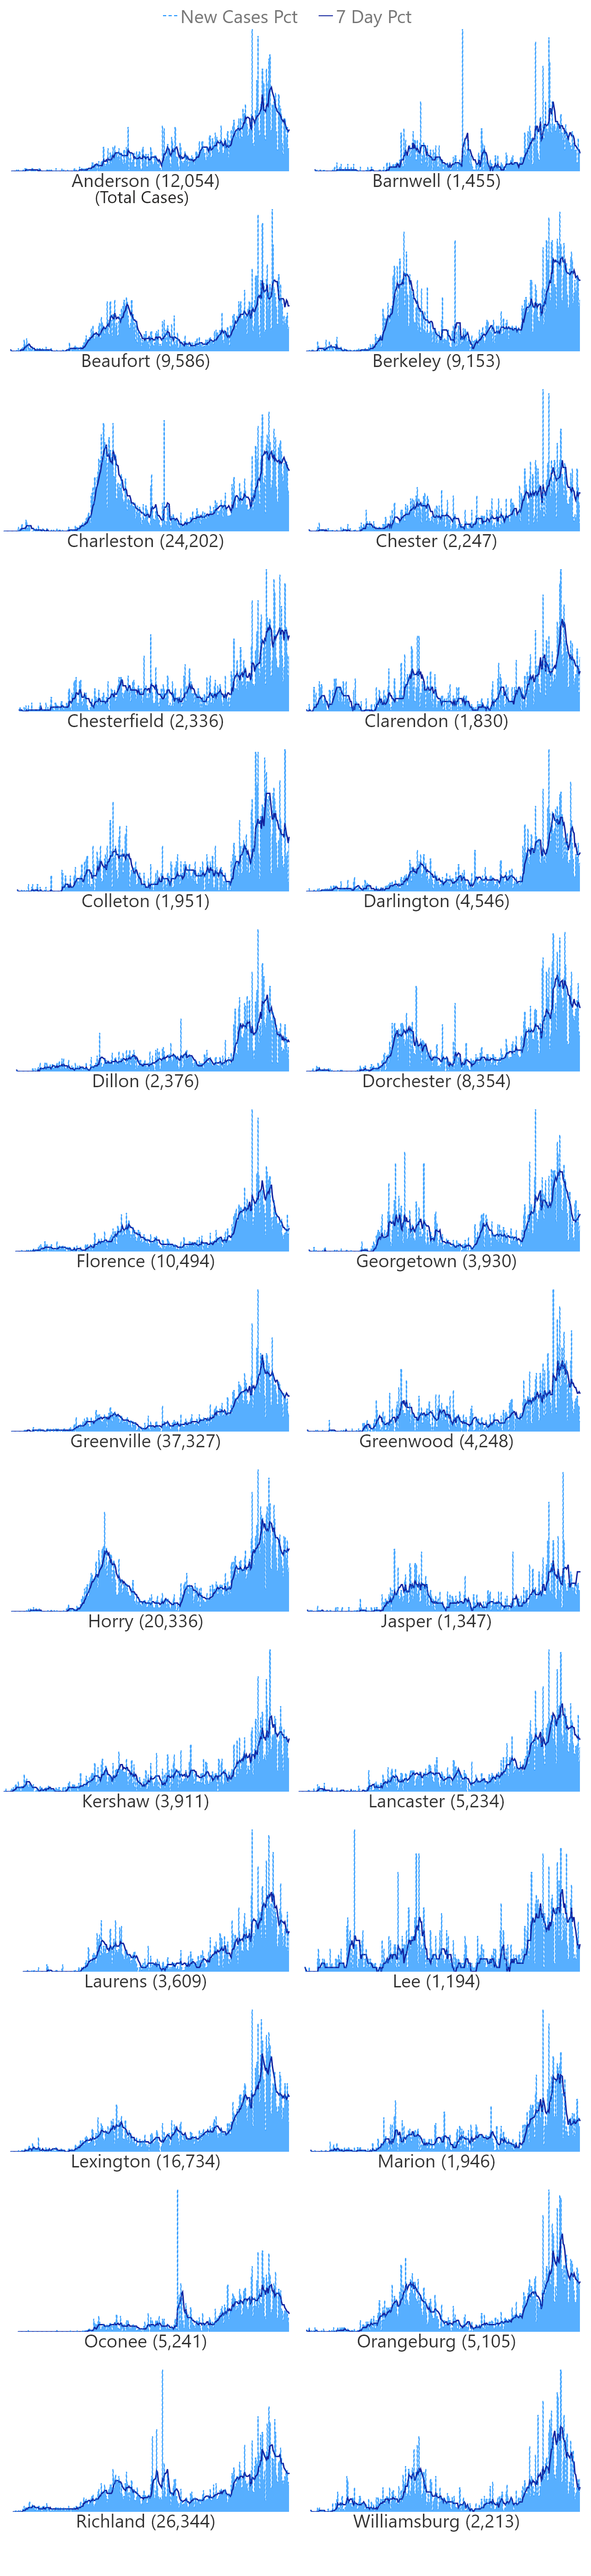 New Cases Pct 7 Day Pct
Anderson (12,054) Barnwell (1,455)
(Total Cases)
Beaufort (9,586) Berkeley (9,153)
Charleston (24,202) Chester (2,247)
Chesterfield (2,336) Clarendon (1,830)
Colleton (1,951) Darlington (4,546)
Dillon (2,376) Dorchester (8,354)
Florence (10,494) Georgetown (3,930)
Greenville (37,327) Greenwood (4,248)
Horry (20,336) Jasper (1,347)
Kershaw (3,911) Lancaster (5,234)
Laurens (3,609) Lee (1,194)
Lexington (16,734) Marion (1,946)
Oconee (5,241) Orangeburg (5,105)
Richland (26,344) Williamsburg (2,213)